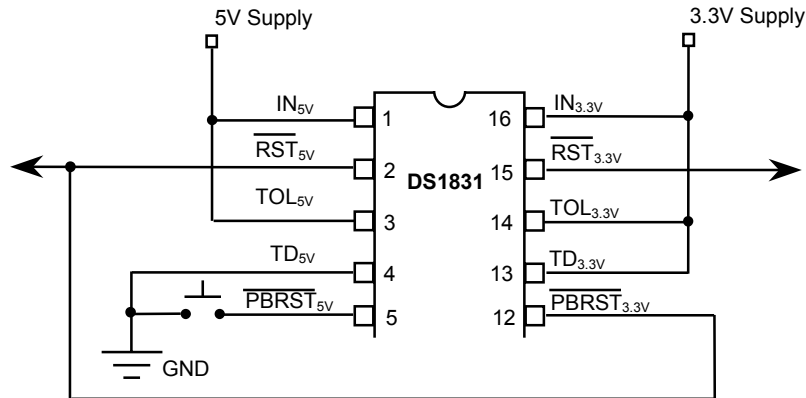 5V Supply
3.3V Supply
IN5V
1
16
IN3.3V
RST5V
2
DS1831
15
RST3.3V
TOL5V
3
14
TOL3.3V
TD5V
4
13
TD3.3V
PBRST5V
5
12
PBRST3.3V
GND